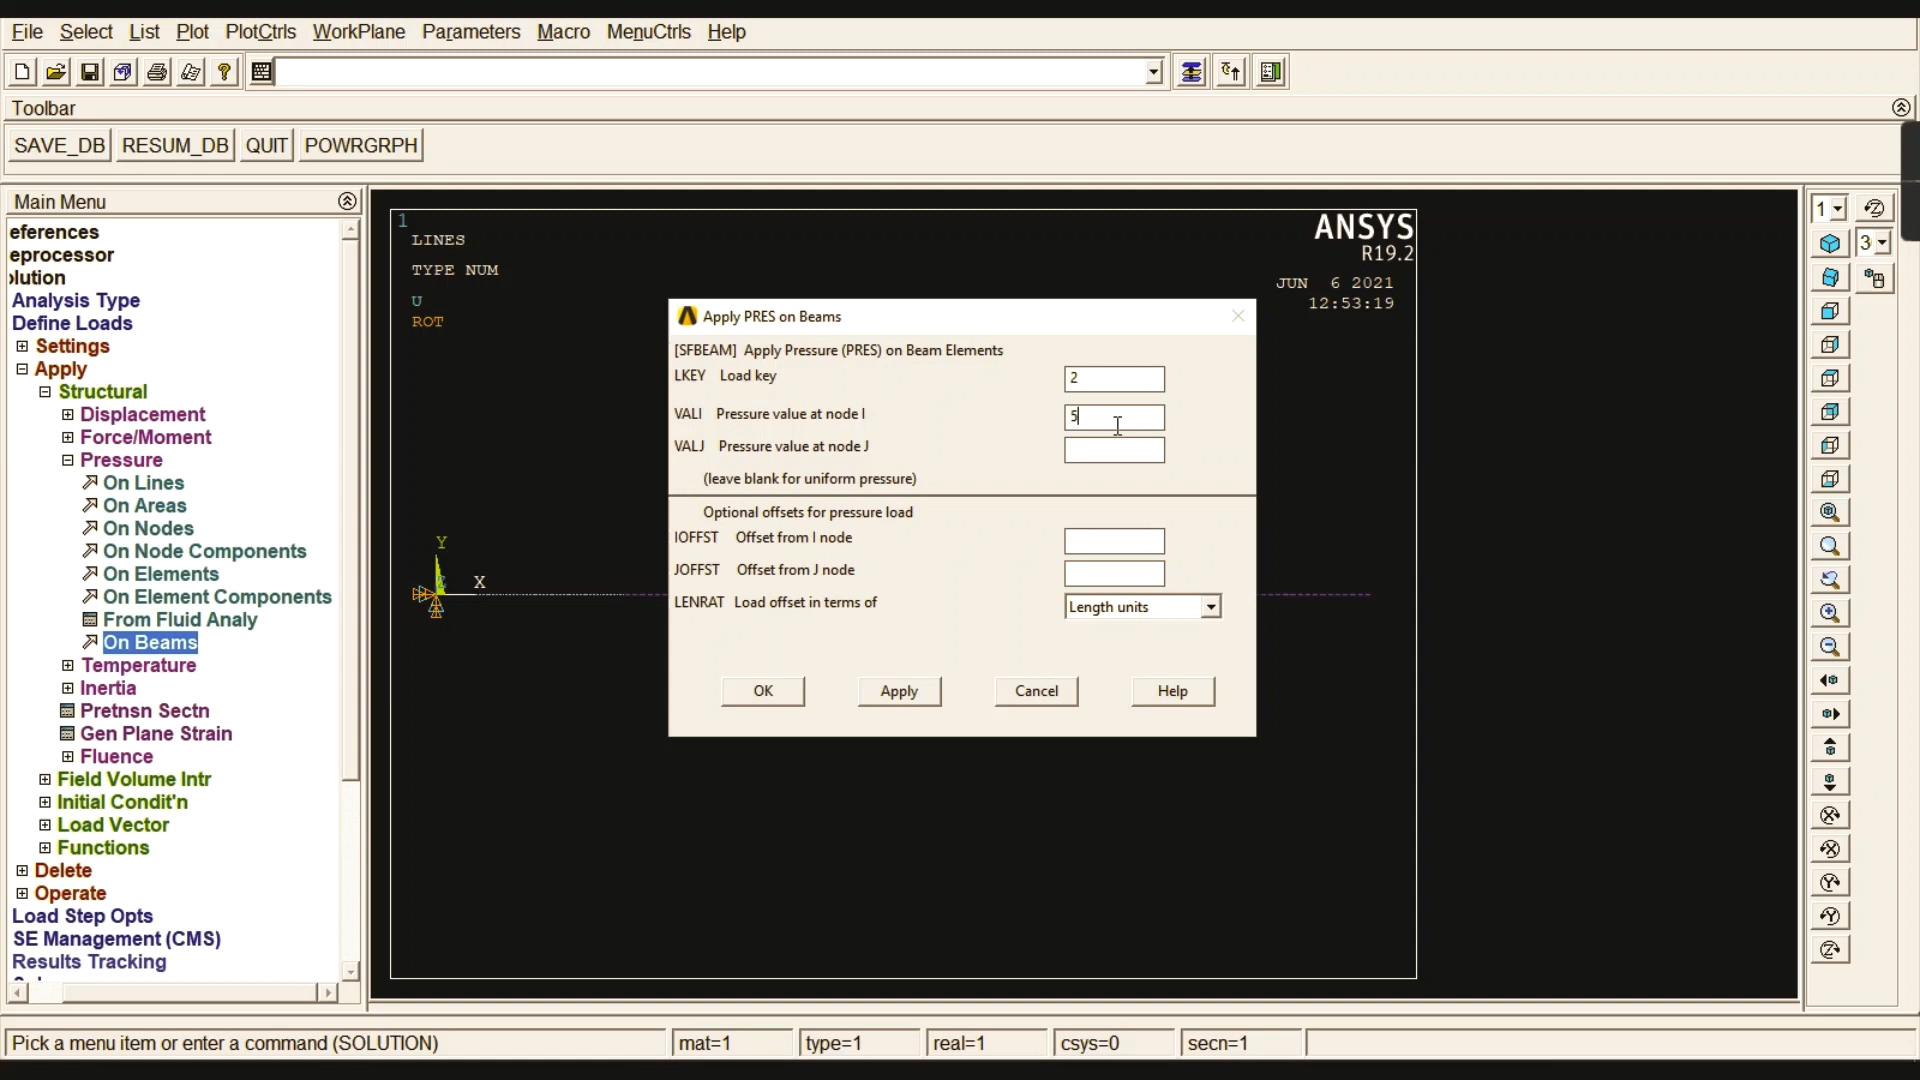 File Select List Plot PlotCtrls WorkPlane Parameters Macro MenuCtrls Help
Toolbar
SAVE_DB RESUM_DB QUIT POWRGRPH
Main Menu
eferences
eprocessor
olution
Analysis Type
Define Loads
Settings
Apply
Structural
Displacement
Force/Moment
Pressure
On Lines
On Areas
On Nodes
On Node Components
On Elements
On Element Components
From Fluid Analy
On Beams
Temperature
Inertia
Pretnsn Sectn
Gen Plane Strain
Fluence
Field Volume Intr
Initial Condit'n
Load Vector
Functions
Delete
Operate
Load Step Opts
SE Management (CMS)
Results Tracking
1
LINES
TYPE NUM
U
ROT
ANSYS
R19.2
JUN 6 2021
12:53:19
Y
X
Apply PRES on Beams
[SFBEAM] Apply Pressure (PRES) on Beam Elements
LKEY Load key 2
VALI Pressure value at node I 5
VALJ Pressure value at node J
(leave blank for uniform pressure)
Optional offsets for pressure load
IOFFST Offset from I node
JOFFST Offset from J node
LENRAT Load offset in terms of Length units
OK Apply Cancel Help
1
3
Pick a menu item or enter a command (SOLUTION) mat=1 type=1 real=1 csys=0 secn=1